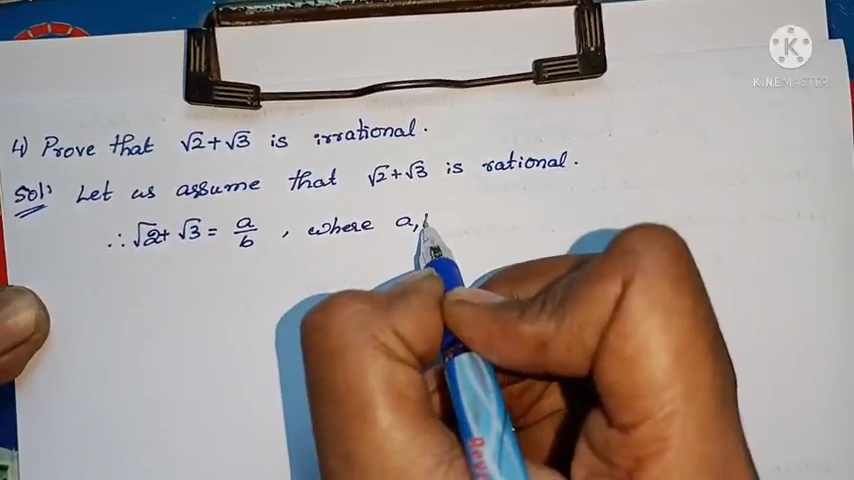 KINEMASTER
4) Prove that √2+√3 is irrational.
Sol: Let us assume that √2+√3 is rational.
∴ √2+√3 = a/b , where a,
Rey